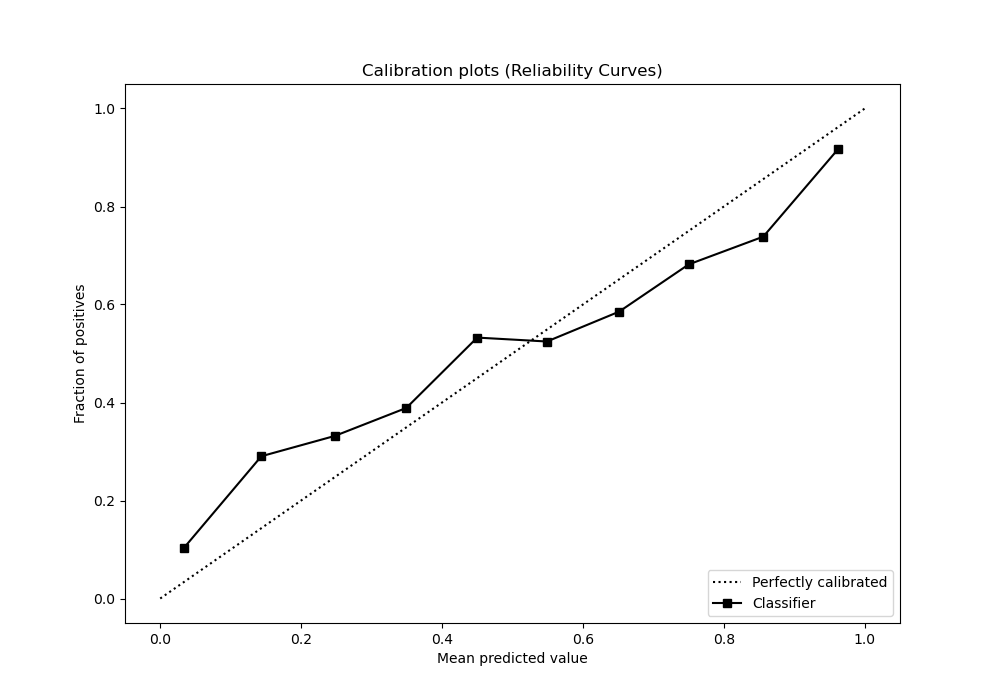 Calibration plots (Reliability Curves)
Fraction of positives
1.0
0.8
0.6
0.4
0.2
0.0
0.0 0.2 0.4 0.6 0.8 1.0
Mean predicted value
Perfectly calibrated
Classifier